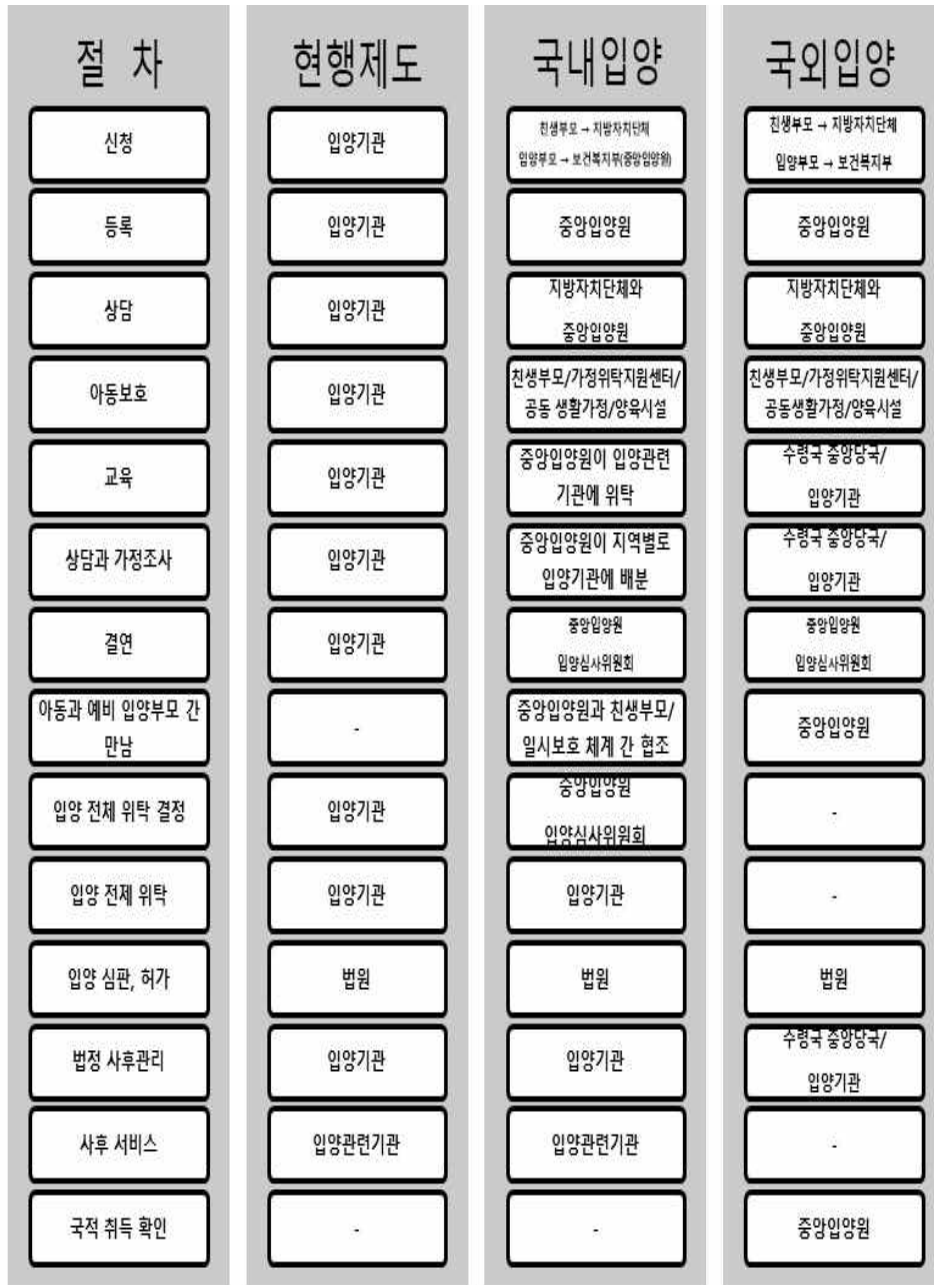 절 차
현행제도
국내입양
국외입양
신청
입양기관
친생부모 → 지방자치단체
입양부모 → 보건복지부(중앙입양원)
친생부모 → 지방자치단체
입양부모 → 보건복지부
등록
입양기관
중앙입양원
중앙입양원
상담
입양기관
지방자치단체와
중앙입양원
지방자치단체와
중앙입양원
아동보호
입양기관
친생부모/가정위탁지원센터/
공동 생활가정/양육시설
친생부모/가정위탁지원센터/
공동생활가정/양육시설
교육
입양기관
중앙입양원이 입양관련
기관에 위탁
수령국 중앙당국/
입양기관
상담과 가정조사
입양기관
중앙입양원이 지역별로
입양기관에 배분
수령국 중앙당국/
입양기관
결연
입양기관
중앙입양원
입양심사위원회
중앙입양원
입양심사위원회
아동과 예비 입양부모 간
만남
-
중앙입양원과 친생부모/
일시보호 체계 간 협조
중앙입양원
입양 전체 위탁 결정
입양기관
중앙입양원
입양심사위원회
-
입양 전제 위탁
입양기관
입양기관
-
입양 심판, 허가
법원
법원
법원
법정 사후관리
입양기관
입양기관
수령국 중앙당국/
입양기관
사후 서비스
입양관련기관
입양관련기관
-
국적 취득 확인
-
-
중앙입양원